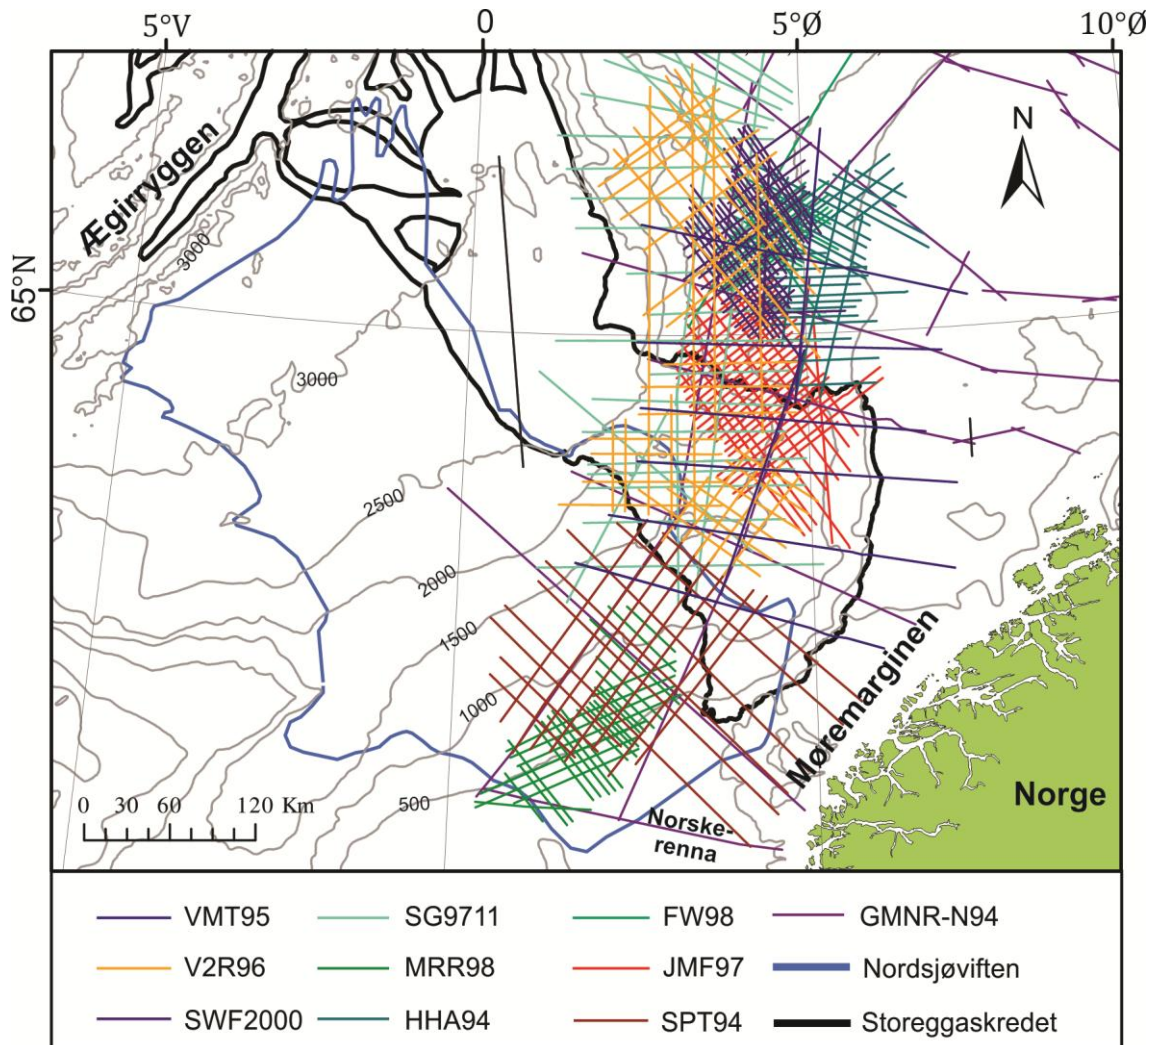 5°V 0 5°Ø 10°Ø
N
Ægirryggen
3000
65°N
3000
2500
2000
1500
1000
500
Møremarginen
Norge
0 30 60 120 Km
Norske-
renna
VMT95 SG9711 FW98 GMNR-N94
V2R96 MRR98 JMF97 Nordsjøviften
SWF2000 HHA94 SPT94 Storeggaskredet